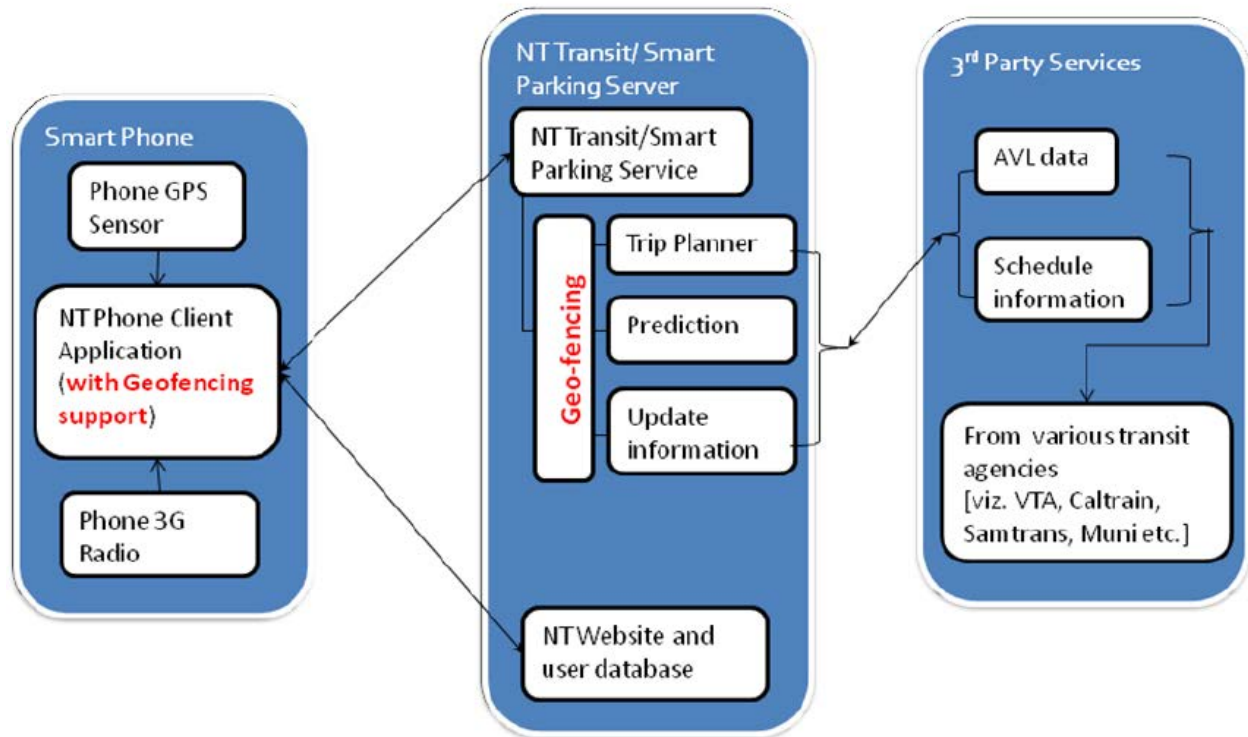 Smart Phone
Phone GPS
Sensor
NT Phone Client
Application
(with Geofencing
support)
Phone 3G
Radio
NT Transit/ Smart
Parking Server
NT Transit/Smart
Parking Service
Geo-fencing
Trip Planner
Prediction
Update
information
NT Website and
user database
3rd Party Services
AVL data
Schedule
information
From various transit
agencies
[viz. VTA, Caltrain,
Samtrans, Muni etc.]